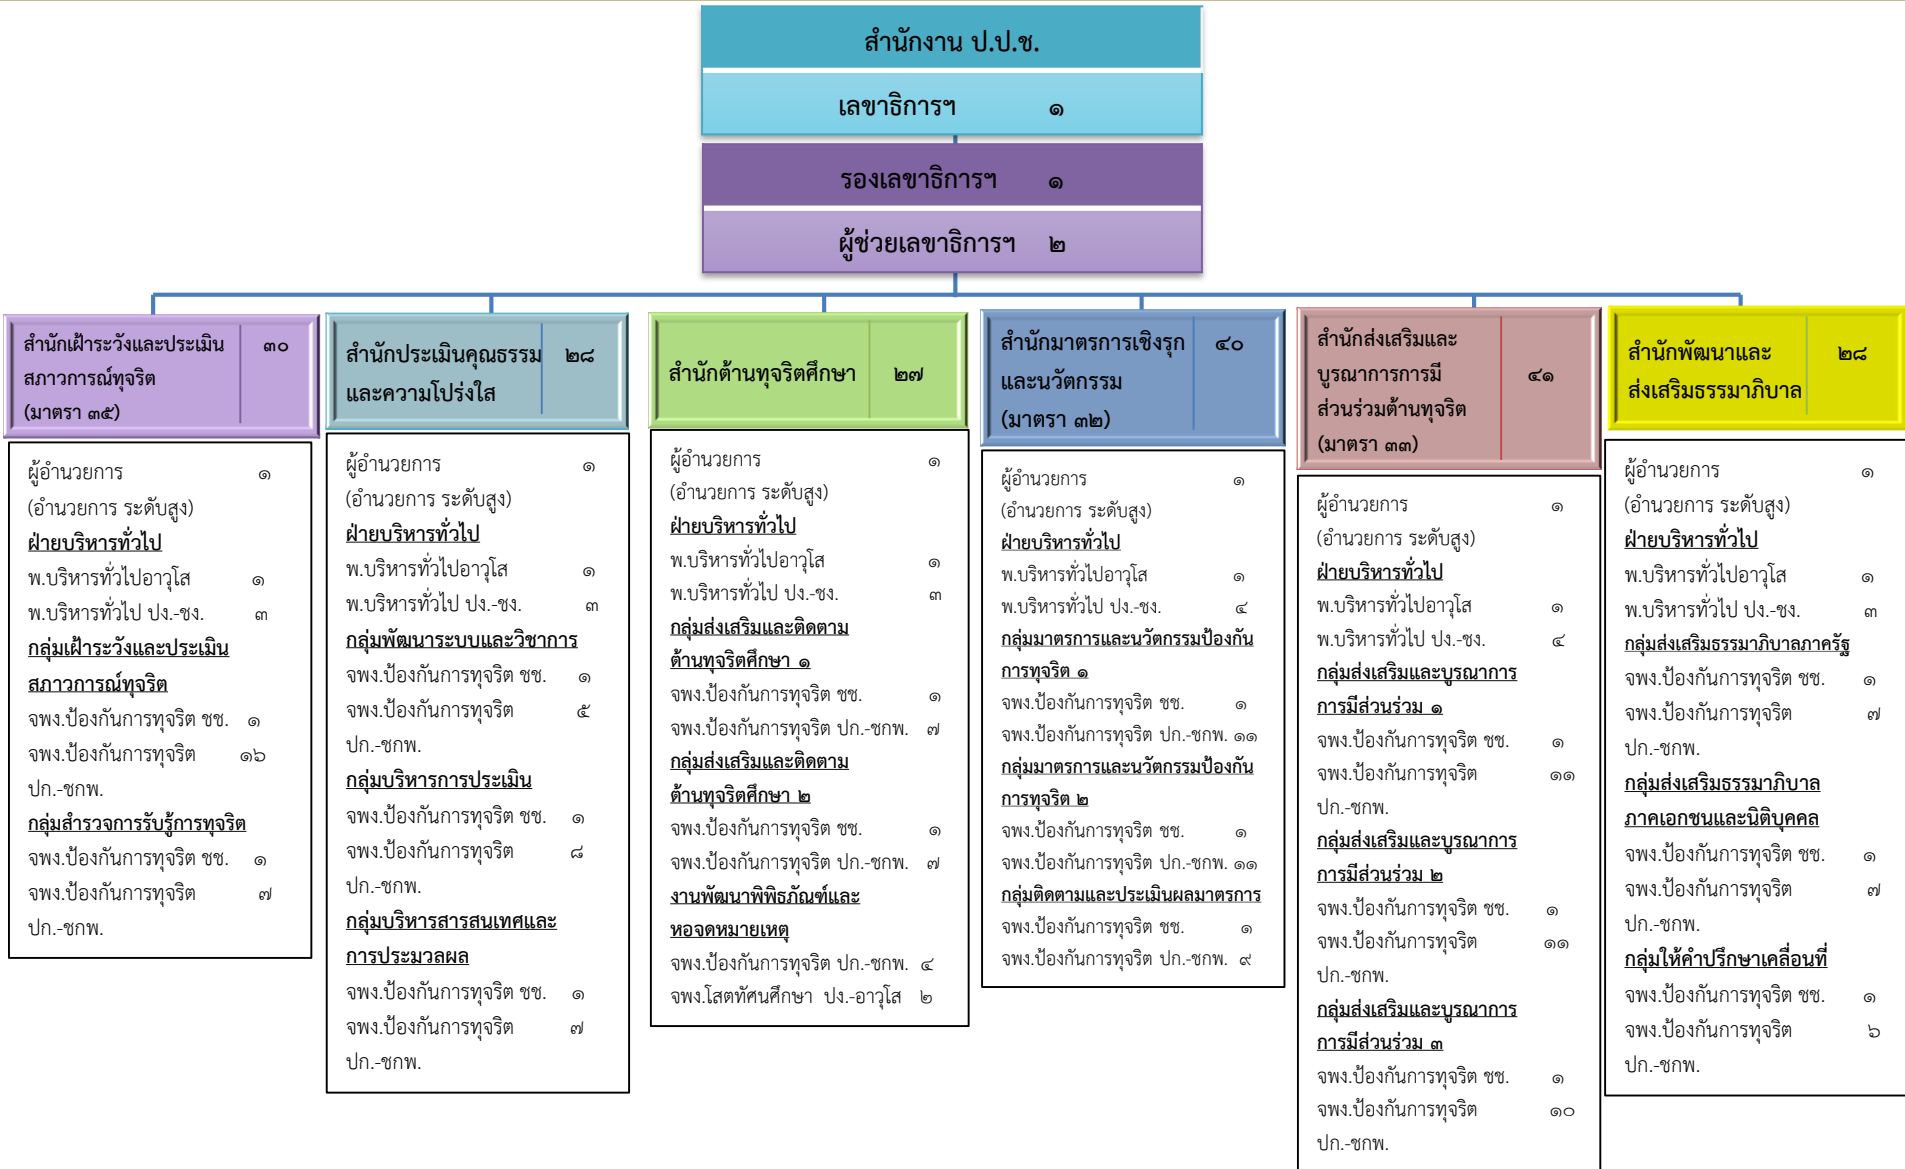 สำนักงาน ป.ป.ช.
เลขาธิการฯ ๑
รองเลขาธิการฯ ๑
ผู้ช่วยเลขาธิการฯ ๒
สำนักเฝ้าระวังและประเมิน ๓๐
สภาวการณ์ทุจริต
(มาตรา ๓๕)
ผู้อำนวยการ ๑
(อำนวยการ ระดับสูง)
ฝ่ายบริหารทั่วไป
พ.บริหารทั่วไปอาวุโส ๑
พ.บริหารทั่วไป ปง.-ชง. ๓
กลุ่มเฝ้าระวังและประเมิน
สภาวการณ์ทุจริต
จพง.ป้องกันการทุจริต ชช. ๑
จพง.ป้องกันการทุจริต ๑๖
ปก.-ชกพ.
กลุ่มสำรวจการรับรู้การทุจริต
จพง.ป้องกันการทุจริต ชช. ๑
จพง.ป้องกันการทุจริต ๗
ปก.-ชกพ.
สำนักประเมินคุณธรรม ๒๘
และความโปร่งใส
ผู้อำนวยการ ๑
(อำนวยการ ระดับสูง)
ฝ่ายบริหารทั่วไป
พ.บริหารทั่วไปอาวุโส ๑
พ.บริหารทั่วไป ปง.-ชง. ๓
กลุ่มพัฒนาระบบและวิชาการ
จพง.ป้องกันการทุจริต ชช. ๑
จพง.ป้องกันการทุจริต ๕
ปก.-ชกพ.
กลุ่มบริหารการประเมิน
จพง.ป้องกันการทุจริต ชช. ๑
จพง.ป้องกันการทุจริต ๘
ปก.-ชกพ.
กลุ่มบริหารสารสนเทศและ
การประมวลผล
จพง.ป้องกันการทุจริต ชช. ๑
จพง.ป้องกันการทุจริต ๗
ปก.-ชกพ.
สำนักต้านทุจริตศึกษา ๒๗
ผู้อำนวยการ ๑
(อำนวยการ ระดับสูง)
ฝ่ายบริหารทั่วไป
พ.บริหารทั่วไปอาวุโส ๑
พ.บริหารทั่วไป ปง.-ชง. ๓
กลุ่มส่งเสริมและติดตาม
ต้านทุจริตศึกษา ๑
จพง.ป้องกันการทุจริต ชช. ๑
จพง.ป้องกันการทุจริต ปก.-ชกพ. ๗
กลุ่มส่งเสริมและติดตาม
ต้านทุจริตศึกษา ๒
จพง.ป้องกันการทุจริต ชช. ๑
จพง.ป้องกันการทุจริต ปก.-ชกพ. ๗
งานพัฒนาพิพิธภัณฑ์และ
หอจดหมายเหตุ
จพง.ป้องกันการทุจริต ปก.-ชกพ. ๔
จพง.โสตทัศนศึกษา ปง.-อาวุโส ๒
สำนักมาตรการเชิงรุก ๔๐
และนวัตกรรม
(มาตรา ๓๒)
ผู้อำนวยการ ๑
(อำนวยการ ระดับสูง)
ฝ่ายบริหารทั่วไป
พ.บริหารทั่วไปอาวุโส ๑
พ.บริหารทั่วไป ปง.-ชง. ๔
กลุ่มมาตรการและนวัตกรรมป้องกัน
การทุจริต ๑
จพง.ป้องกันการทุจริต ชช. ๑
จพง.ป้องกันการทุจริต ปก.-ชกพ. ๑๑
กลุ่มมาตรการและนวัตกรรมป้องกัน
การทุจริต ๒
จพง.ป้องกันการทุจริต ชช. ๑
จพง.ป้องกันการทุจริต ปก.-ชกพ. ๑๑
กลุ่มติดตามและประเมินผลมาตรการ
จพง.ป้องกันการทุจริต ชช. ๑
จพง.ป้องกันการทุจริต ปก.-ชกพ. ๙
สำนักส่งเสริมและ
บูรณาการการมี ๔๑
ส่วนร่วมต้านทุจริต
(มาตรา ๓๓)
ผู้อำนวยการ ๑
(อำนวยการ ระดับสูง)
ฝ่ายบริหารทั่วไป
พ.บริหารทั่วไปอาวุโส ๑
พ.บริหารทั่วไป ปง.-ชง. ๔
กลุ่มส่งเสริมและบูรณาการ
การมีส่วนร่วม ๑
จพง.ป้องกันการทุจริต ชช. ๑
จพง.ป้องกันการทุจริต ๑๑
ปก.-ชกพ.
กลุ่มส่งเสริมและบูรณาการ
การมีส่วนร่วม ๒
จพง.ป้องกันการทุจริต ชช. ๑
จพง.ป้องกันการทุจริต ๑๑
ปก.-ชกพ.
กลุ่มส่งเสริมและบูรณาการ
การมีส่วนร่วม ๓
จพง.ป้องกันการทุจริต ชช. ๑
จพง.ป้องกันการทุจริต ๑๐
ปก.-ชกพ.
สำนักพัฒนาและ ๒๘
ส่งเสริมธรรมาภิบาล
ผู้อำนวยการ ๑
(อำนวยการ ระดับสูง)
ฝ่ายบริหารทั่วไป
พ.บริหารทั่วไปอาวุโส ๑
พ.บริหารทั่วไป ปง.-ชง. ๓
กลุ่มส่งเสริมธรรมาภิบาลภาครัฐ
จพง.ป้องกันการทุจริต ชช. ๑
จพง.ป้องกันการทุจริต ๗
ปก.-ชกพ.
กลุ่มส่งเสริมธรรมาภิบาล
ภาคเอกชนและนิติบุคคล
จพง.ป้องกันการทุจริต ชช. ๑
จพง.ป้องกันการทุจริต ๗
ปก.-ชกพ.
กลุ่มให้คำปรึกษาเคลื่อนที่
จพง.ป้องกันการทุจริต ชช. ๑
จพง.ป้องกันการทุจริต ๖
ปก.-ชกพ.